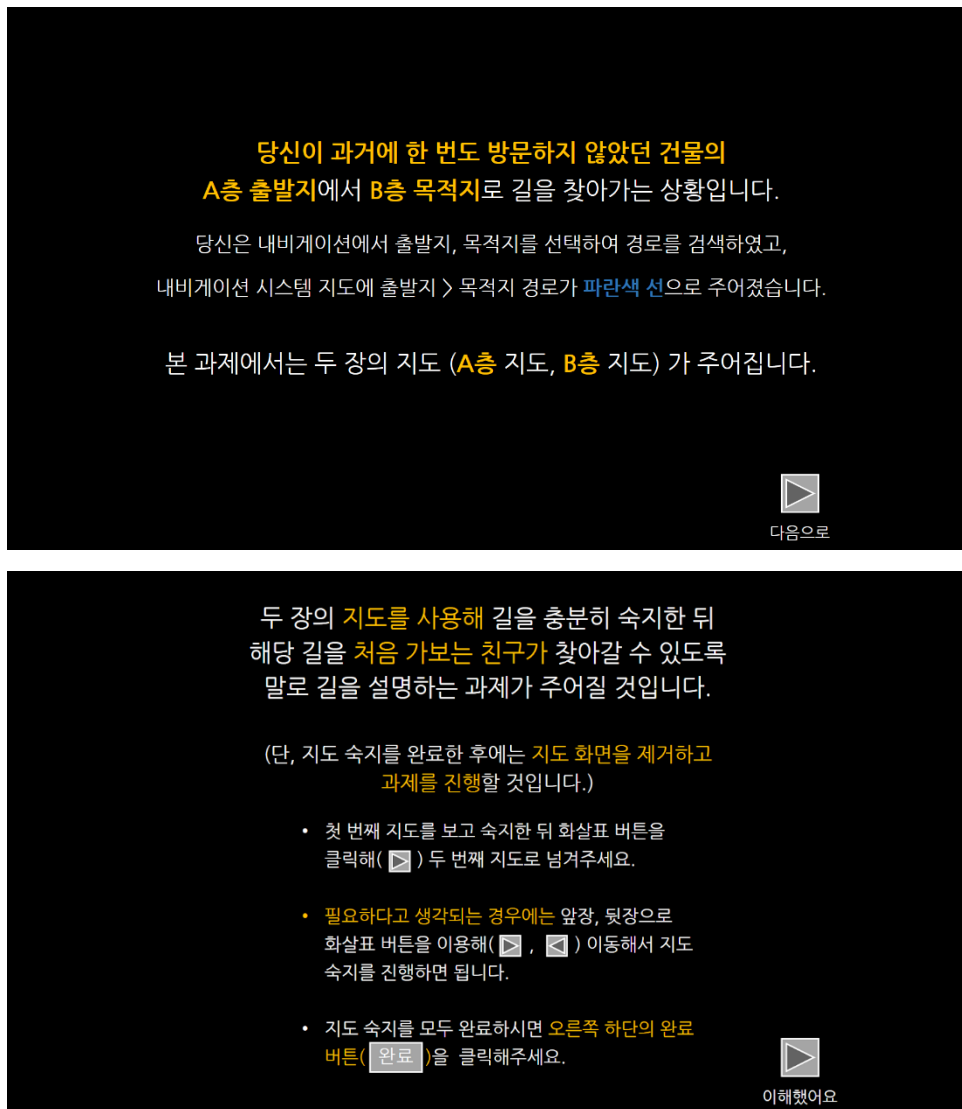 당신이 과거에 한 번도 방문하지 않았던 건물의
A층 출발지에서 B층 목적지로 길을 찾아가는 상황입니다.
당신은 내비게이션에서 출발지, 목적지를 선택하여 경로를 검색하였고,
내비게이션 시스템 지도에 출발지 > 목적지 경로가 파란색 선으로 주어졌습니다.
본 과제에서는 두 장의 지도 (A층 지도, B층 지도) 가 주어집니다.
다음으로
두 장의 지도를 사용해 길을 충분히 숙지한 뒤
해당 길을 처음 가보는 친구가 찾아갈 수 있도록
말로 길을 설명하는 과제가 주어질 것입니다.
(단, 지도 숙지를 완료한 후에는 지도 화면을 제거하고
과제를 진행할 것입니다.)
• 첫 번째 지도를 보고 숙지한 뒤 화살표 버튼을
클릭해( ) 두 번째 지도로 넘겨주세요.
• 필요하다고 생각되는 경우에는 앞장, 뒷장으로
화살표 버튼을 이용해( , ) 이동해서 지도
숙지를 진행하면 됩니다.
• 지도 숙지를 모두 완료하시면 오른쪽 하단의 완료
버튼( 완료 )을 클릭해주세요.
이해했어요